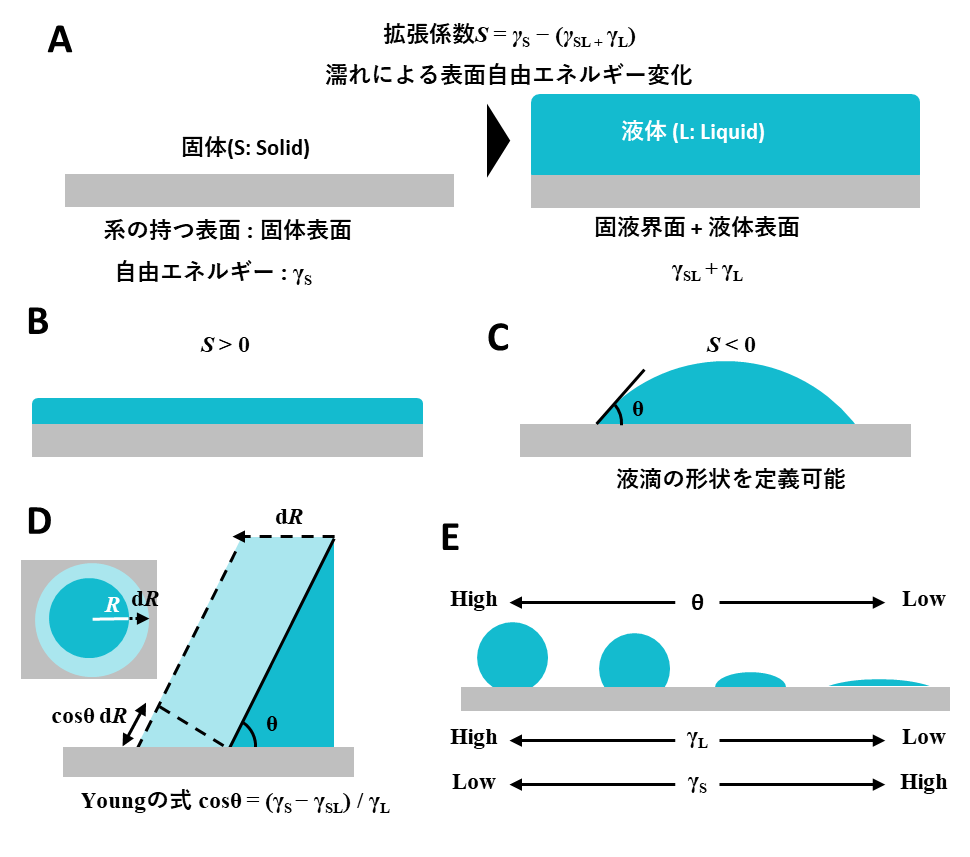 A
拡張係数S = γS − (γSL + γL)
濡れによる表面自由エネルギー変化
固体(S: Solid)
液体 (L: Liquid)
系の持つ表面 : 固体表面
自由エネルギー : γS
固液界面 + 液体表面
γSL + γL
B
S > 0
C
S < 0
θ
液滴の形状を定義可能
D
dR
R
dR
cosθ dR
θ
Youngの式 cosθ = (γS − γSL) / γL
E
High θ Low
High γL Low
Low γS High